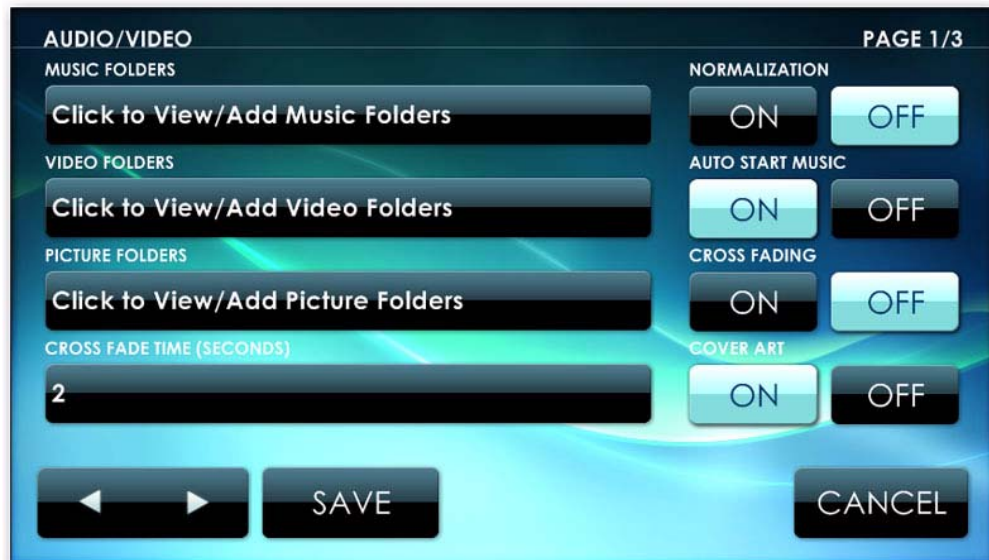 AUDIO/VIDEO PAGE 1/3
MUSIC FOLDERS NORMALIZATION
Click to View/Add Music Folders ON OFF
VIDEO FOLDERS AUTO START MUSIC
Click to View/Add Video Folders ON OFF
PICTURE FOLDERS CROSS FADING
Click to View/Add Picture Folders ON OFF
CROSS FADE TIME (SECONDS) COVER ART
2 ON OFF
SAVE CANCEL